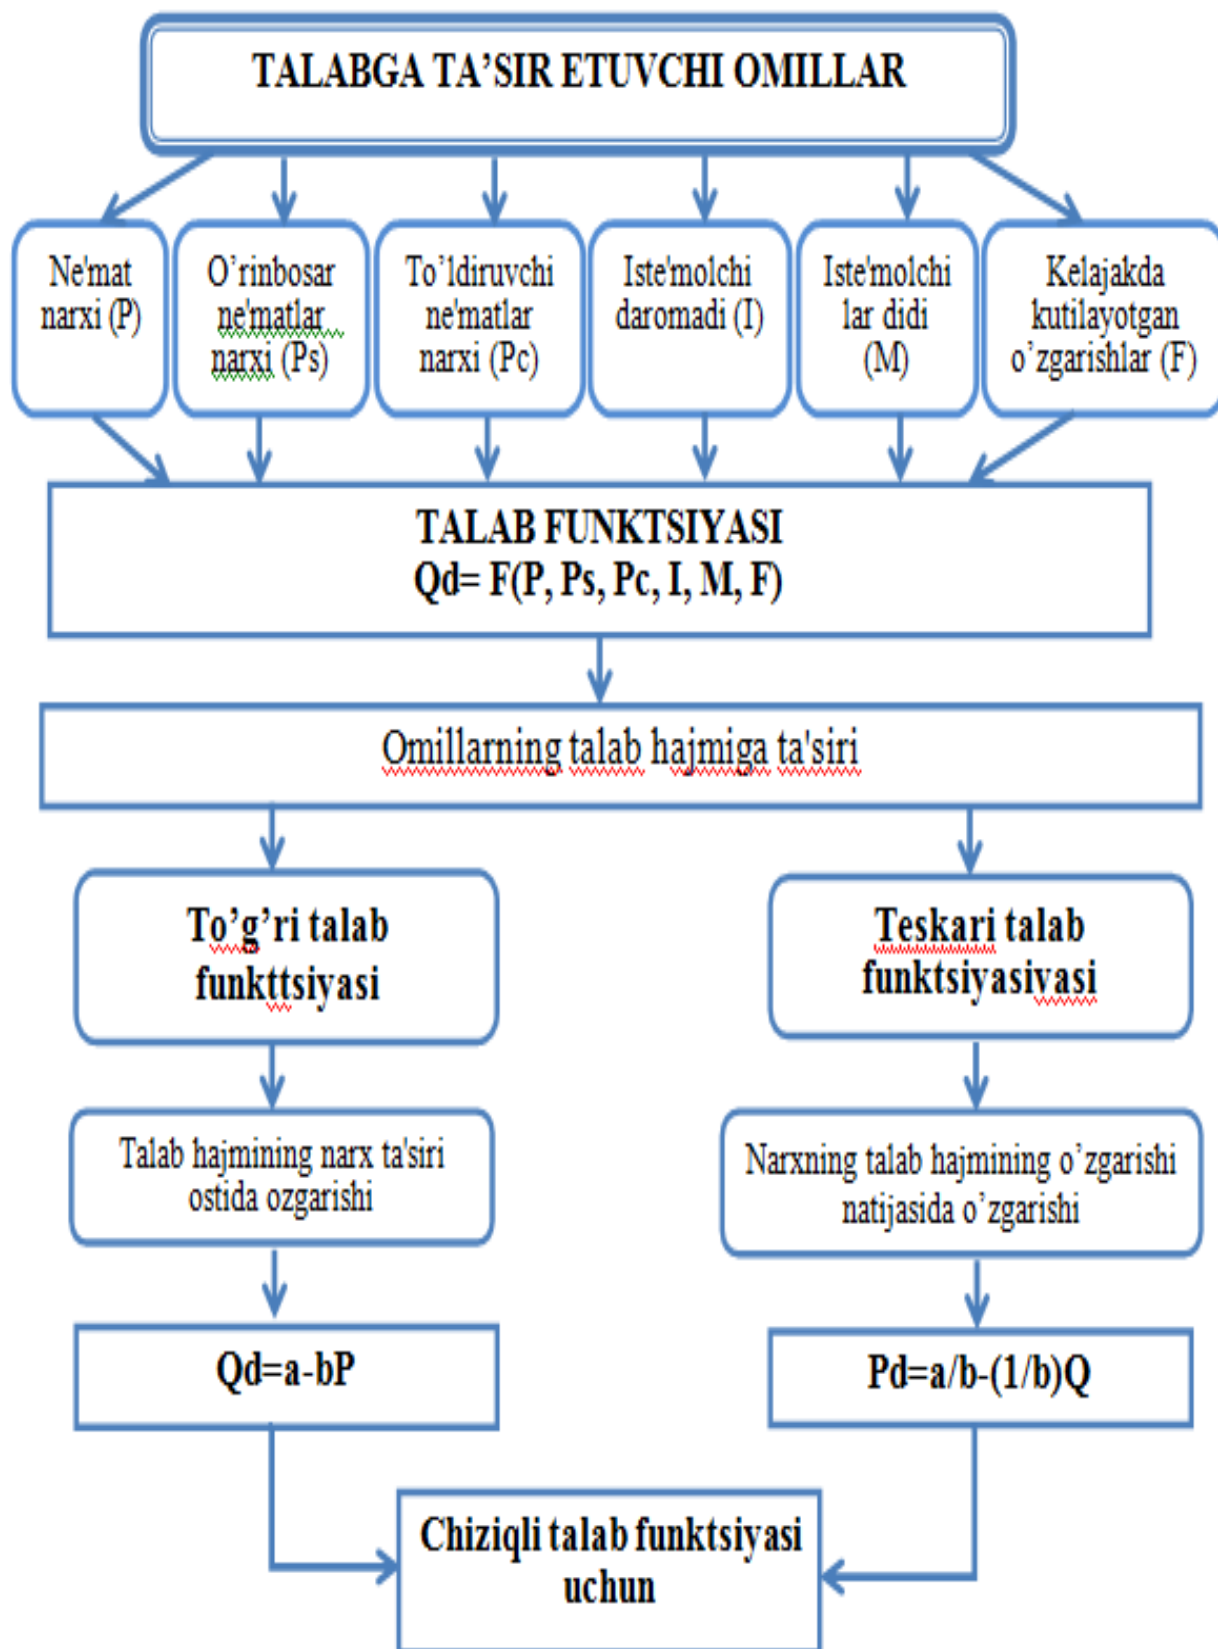 TALABGA TA’SIR ETUVCHI OMILLAR
Ne'mat
narxi (P)
O’rinbosar
ne'matlar
narxi (Ps)
To’ldiruvchi
ne'matlar
narxi (Pc)
Iste'molchi
daromadi (I)
Iste'molchi
lar didi
(M)
Kelajakda
kutilayotgan
o’zgarishlar (F)
TALAB FUNKTSIYASI
Qd= F(P, Ps, Pc, I, M, F)
Omillarning talab hajmiga ta'siri
To’g’ri talab
funkttsiyasi
Teskari talab
funktsiyasivasi
Talab hajmining narx ta'siri
ostida ozgarishi
Narxning talab hajmining o’zgarishi
natijasida o’zgarishi
Qd=a-bP
Pd=a/b-(1/b)Q
Chiziqli talab funktsiyasi
uchun